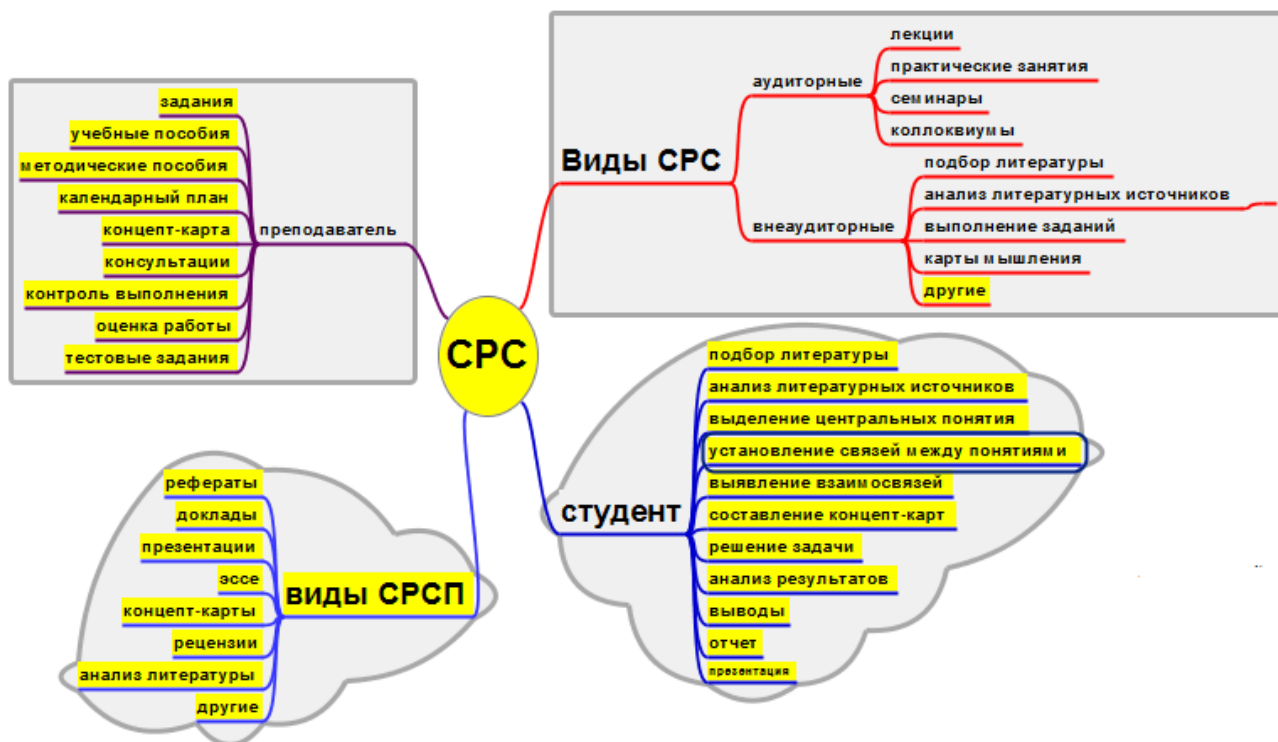 СРС
Виды СРС
аудиторные
лекции
практические занятия
семинары
коллоквиумы
внеаудиторные
подбор литературы
анализ литературных источников
выполнение заданий
карты мышления
другие
преподаватель
задания
учебные пособия
методические пособия
календарный план
концепт-карта
консультации
контроль выполнения
оценка работы
тестовые задания
студент
подбор литературы
анализ литературных источников
выделение центральных понятия
установление связей между понятиями
выявление взаимосвязей
составление концепт-карт
решение задачи
анализ результатов
выводы
отчет
презентация
виды СРСП
рефераты
доклады
презентации
эссе
концепт-карты
рецензии
анализ литературы
другие